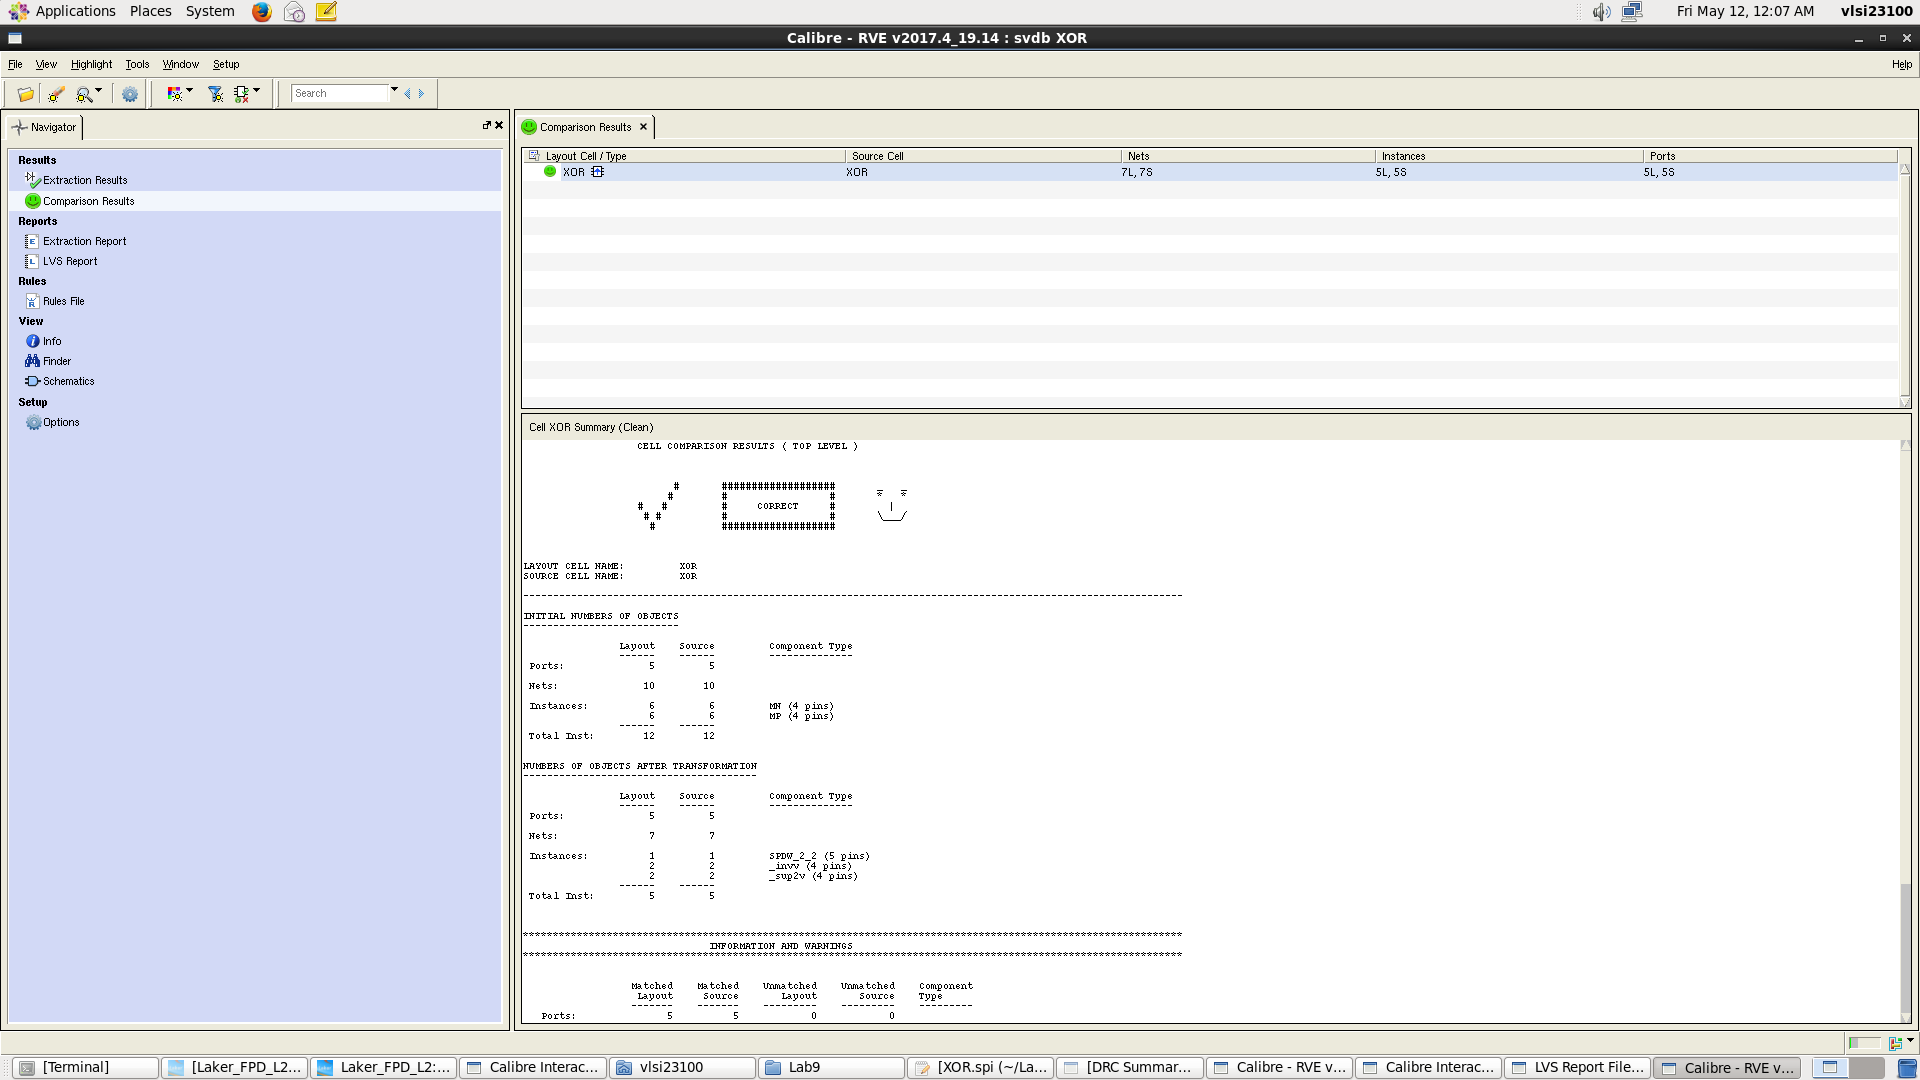 Applications Places System Fri May 12, 12:07 AM vlsi23100
Calibre - RVE v2017.4_19.14 : svdb XOR
File View Highlight Tools Window Setup Help
Search
Navigator
Results
Extraction Results
Comparison Results
Reports
Extraction Report
LVS Report
Rules
Rules File
View
Info
Finder
Schematics
Setup
Options
Comparison Results
Layout Cell / Type Source Cell Nets Instances Ports
XOR XOR 7L, 7S 5L, 5S 5L, 5S
Cell XOR Summary (Clean)
CELL COMPARISON RESULTS ( TOP LEVEL )
# ###################
# # #
# # # CORRECT #
# # # #
# ###################
LAYOUT CELL NAME: XOR
SOURCE CELL NAME: XOR
INITIAL NUMBERS OF OBJECTS
Layout Source Component Type
Ports: 5 5
Nets: 10 10
Instances: 6 6 MN (4 pins)
6 6 MP (4 pins)
Total Inst: 12 12
NUMBERS OF OBJECTS AFTER TRANSFORMATION
Layout Source Component Type
Ports: 5 5
Nets: 7 7
Instances: 1 1 SPDW_2_2 (5 pins)
2 2 _invv (4 pins)
2 2 _sup2v (4 pins)
Total Inst: 5 5
INFORMATION AND WARNINGS
Matched Matched Unmatched Unmatched Component
Layout Source Layout Source Type
Ports: 5 5 0 0
[Terminal] [Laker_FPD_L2... Laker_FPD_L2:... Calibre Interac... vlsi23100 Lab9 [XOR.spi (~/La... [DRC Summar... Calibre - RVE v... Calibre Interac... LVS Report File... Calibre - RVE v...